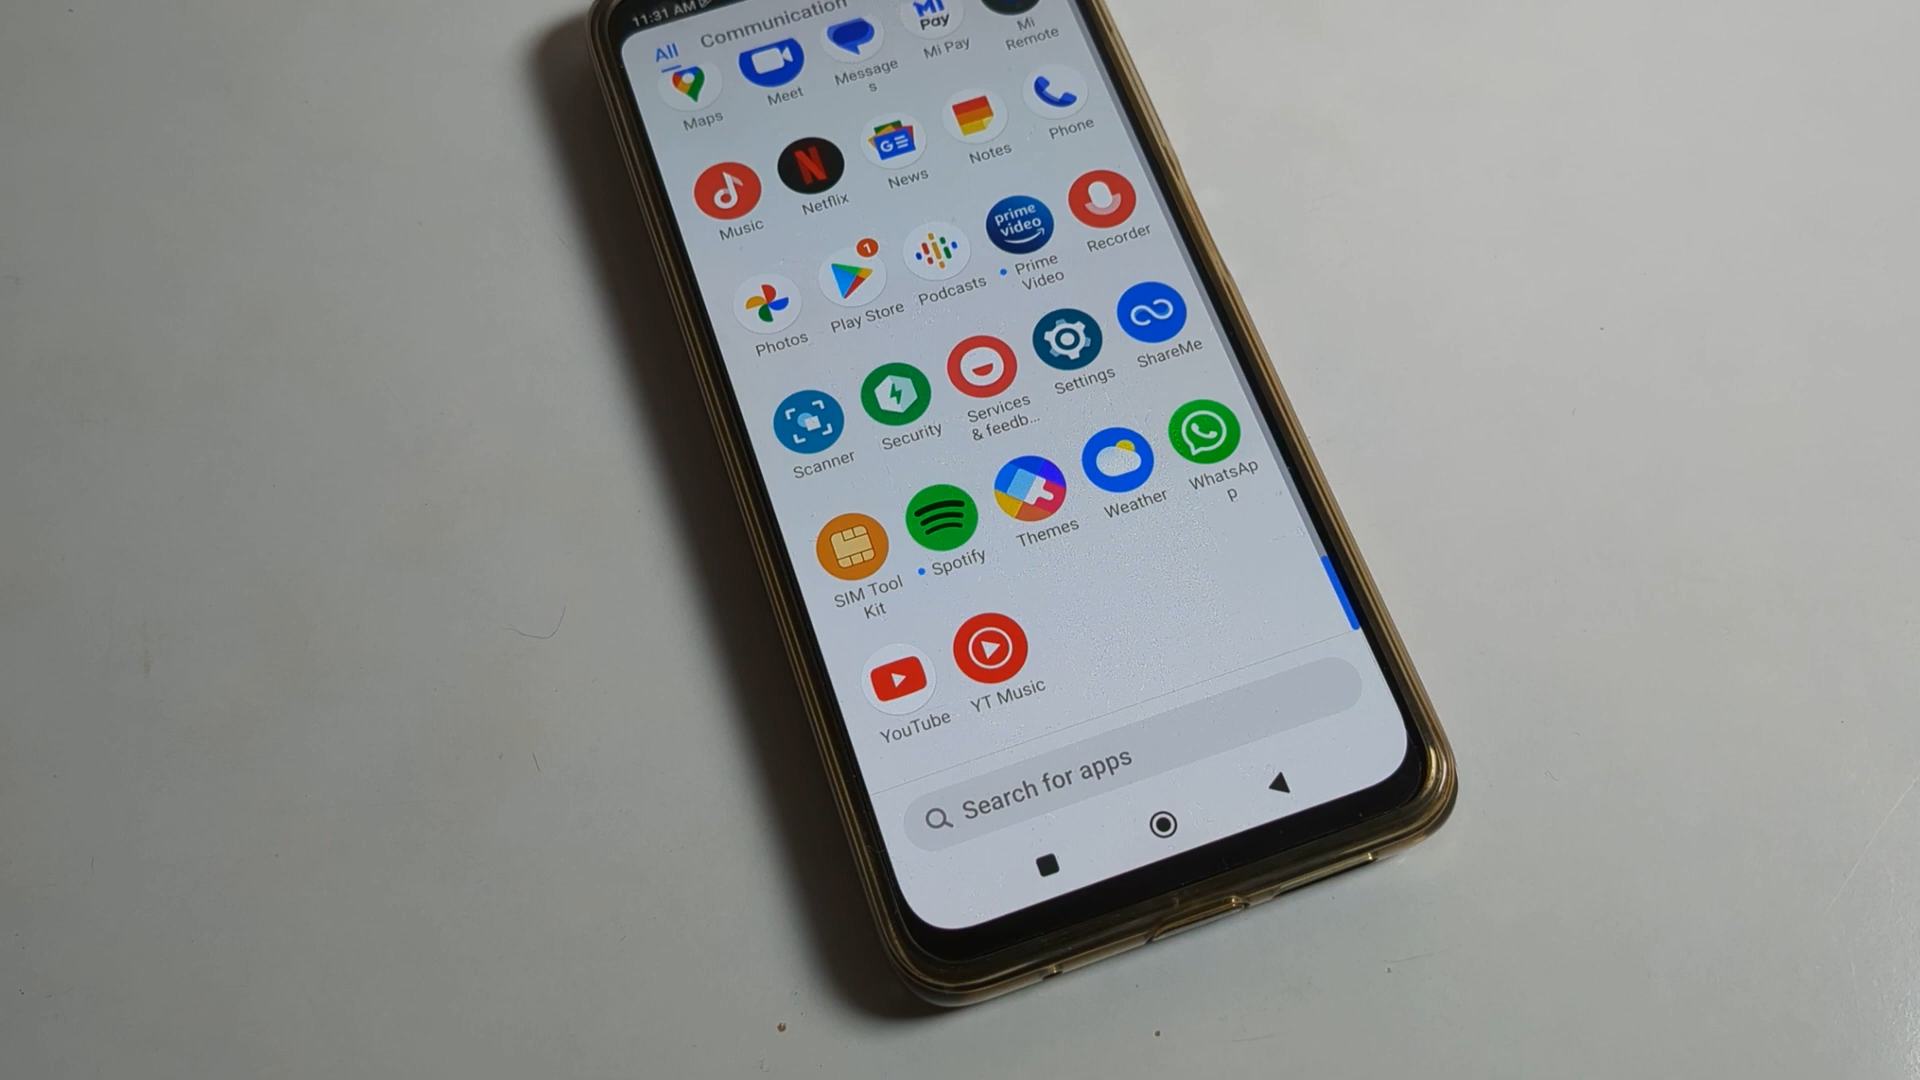 11:31 AM
All Communication
Maps
Meet
Message
s
MI
Pay
Mi Pay
Mi
Remote
Music
N
Netflix
G
News
Notes
Phone
Photos
1
Play Store
Podcasts
prime
video
Prime
Video
Recorder
Scanner
Security
Services
& feedb...
Settings
ShareMe
SIM Tool
Kit
Spotify
Themes
Weather
WhatsAp
p
YouTube
YT Music
Search for apps